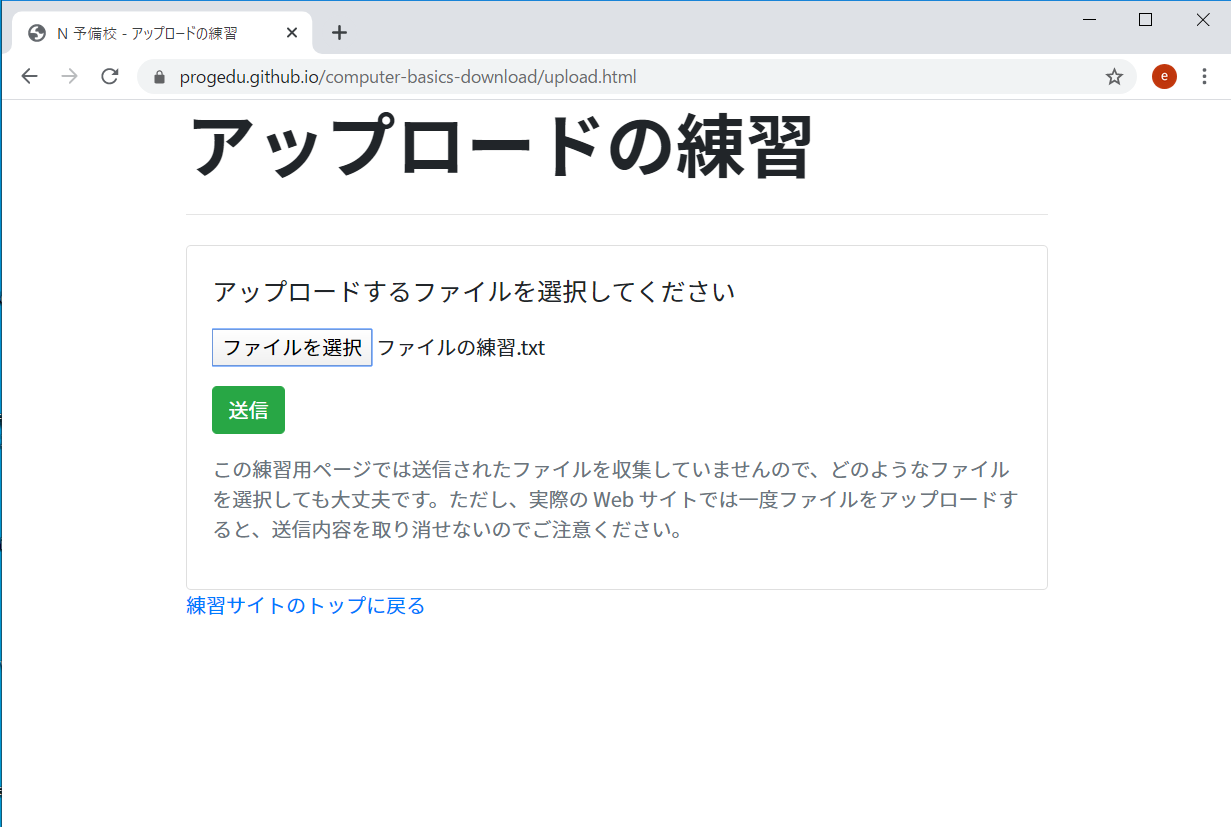 N 予備校 - アップロードの練習
progedu.github.io/computer-basics-download/upload.html
e
アップロードの練習
アップロードするファイルを選択してください
ファイルを選択 ファイルの練習.txt
送信
この練習用ページでは送信されたファイルを収集していませんので、どのようなファイル
を選択しても大丈夫です。ただし、実際の Web サイトでは一度ファイルをアップロードす
ると、送信内容を取り消せないのでご注意ください。
練習サイトのトップに戻る